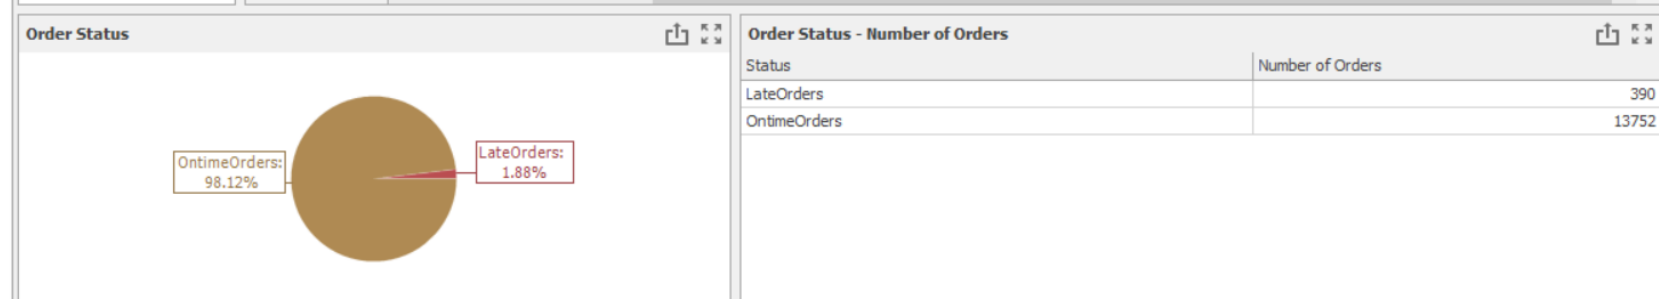 Order Status
OntimeOrders:
98.12%
LateOrders:
1.88%
Order Status - Number of Orders
Status Number of Orders
LateOrders 390
OntimeOrders 13752